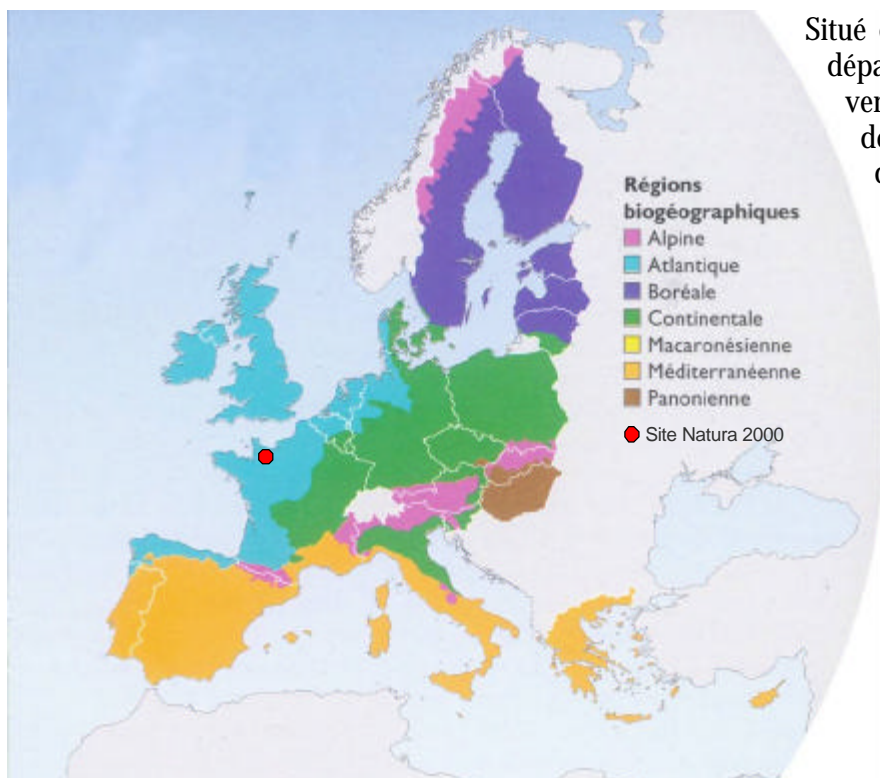 Situé
dépa
ver
de
Régions
biogéographiques
Alpine
Atlantique
Boréale
Continentale
Macaronésienne
Méditerranéenne
Panonienne
Site Natura 2000